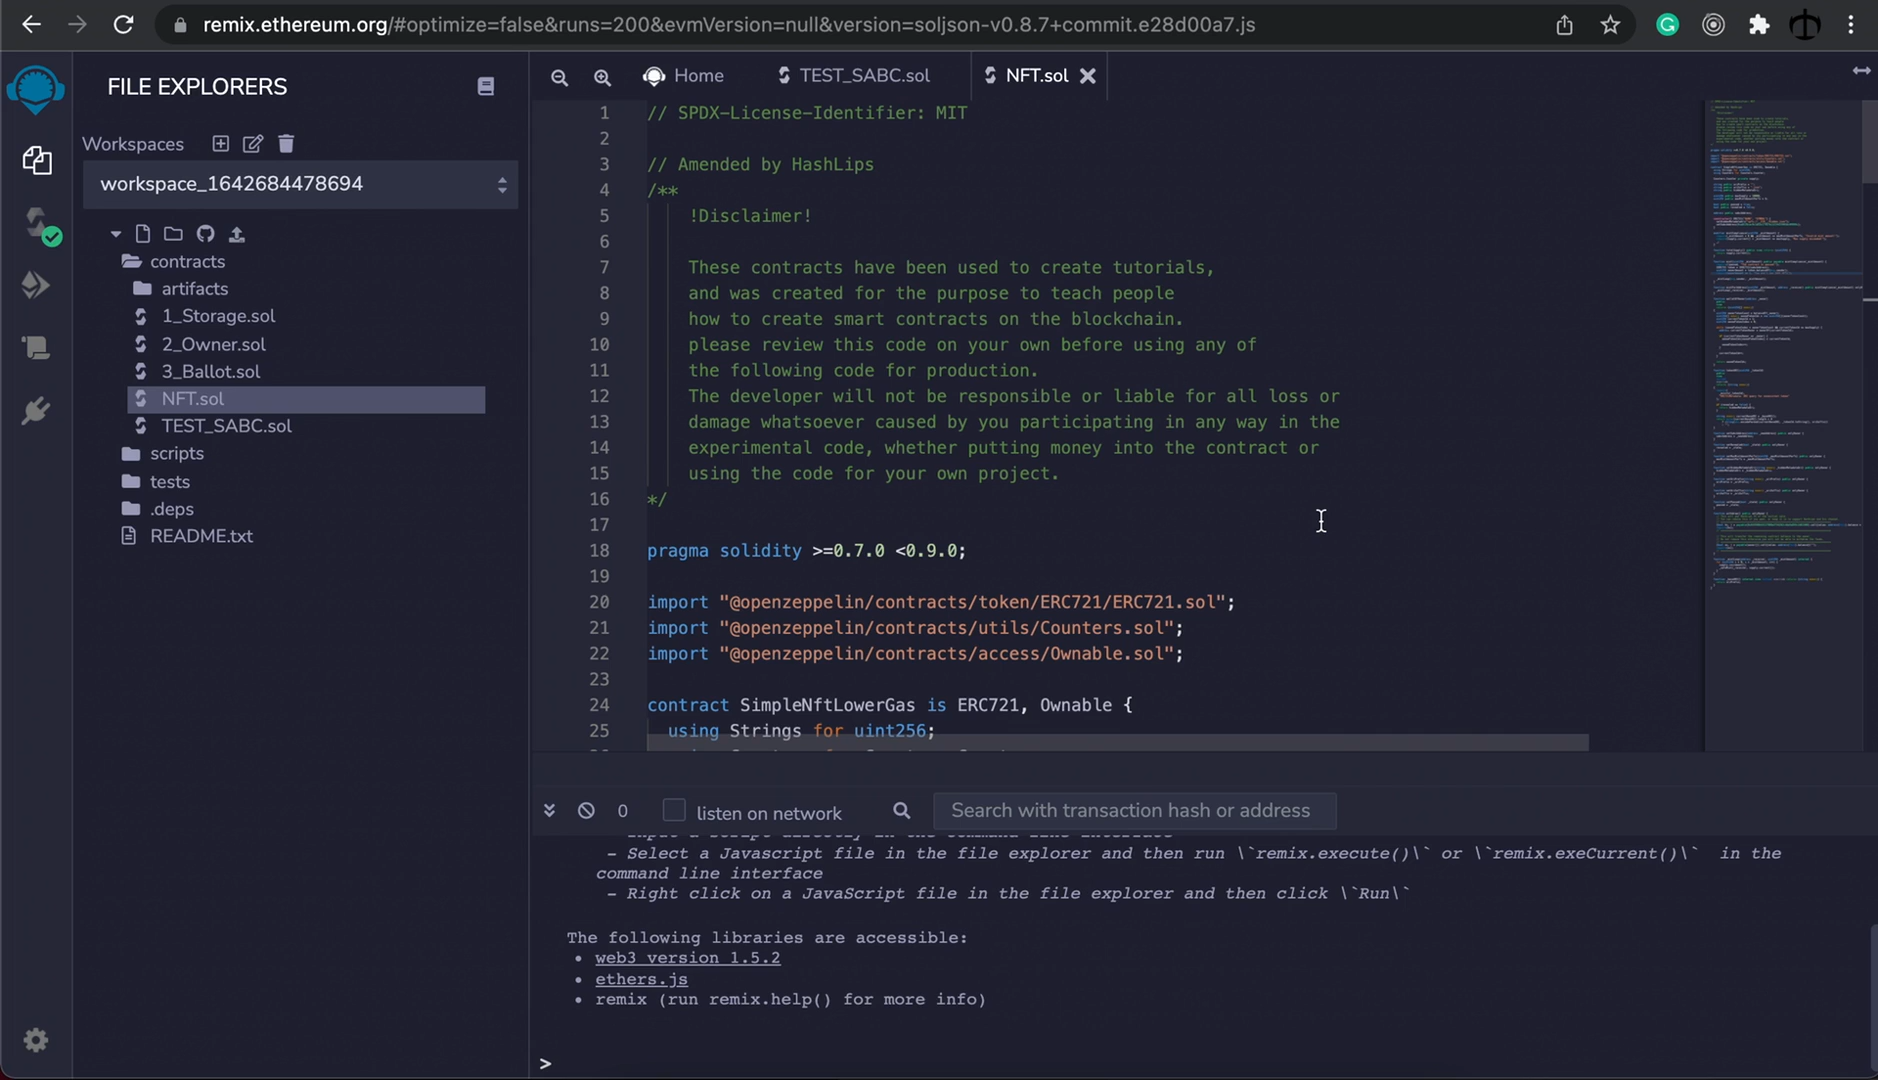 remix.ethereum.org/#optimize=false&runs=200&evmVersion=null&version=soljson-v0.8.7+commit.e28d00a7.js
FILE EXPLORERS
Workspaces
workspace_1642684478694
contracts
artifacts
1_Storage.sol
2_Owner.sol
3_Ballot.sol
NFT.sol
TEST_SABC.sol
scripts
tests
.deps
README.txt
Home
TEST_SABC.sol
NFT.sol
1 // SPDX-License-Identifier: MIT
2
3 // Amended by HashLips
4 /**
5 !Disclaimer!
6
7 These contracts have been used to create tutorials,
8 and was created for the purpose to teach people
9 how to create smart contracts on the blockchain.
10 please review this code on your own before using any of
11 the following code for production.
12 The developer will not be responsible or liable for all loss or
13 damage whatsoever caused by you participating in any way in the
14 experimental code, whether putting money into the contract or
15 using the code for your own project.
16 */
17
18 pragma solidity >=0.7.0 <0.9.0;
19
20 import "@openzeppelin/contracts/token/ERC721/ERC721.sol";
21 import "@openzeppelin/contracts/utils/Counters.sol";
22 import "@openzeppelin/contracts/access/Ownable.sol";
23
24 contract SimpleNftLowerGas is ERC721, Ownable {
25 using Strings for uint256;
0
listen on network
Search with transaction hash or address
- Select a Javascript file in the file explorer and then run \`remix.execute()\` or \`remix.exeCurrent()\` in the
command line interface
- Right click on a JavaScript file in the file explorer and then click \`Run\`
The following libraries are accessible:
• web3 version 1.5.2
• ethers.js
• remix (run remix.help() for more info)
>